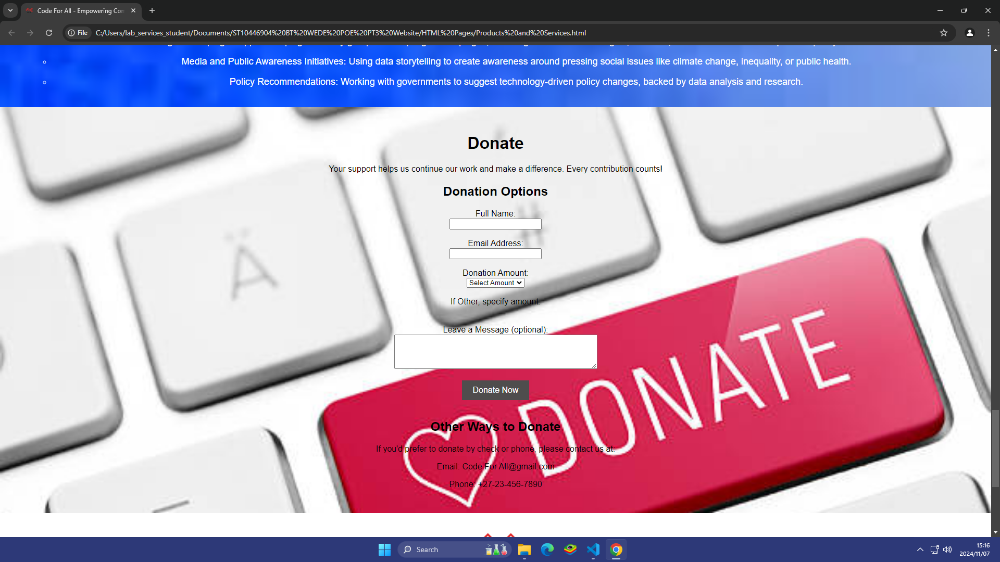 Code For All - Empowering Con
File
C:/Users/lab_services_student/Documents/ST10446904%20BT%20WEDE%20POE%20PT3%20Website/HTML%20Pages/Products%20and%20Services.html
Media and Public Awareness Initiatives: Using data storytelling to create awareness around pressing social issues like climate change, inequality, or public health.
Policy Recommendations: Working with governments to suggest technology-driven policy changes, backed by data analysis and research.
Donate
Your support helps us continue our work and make a difference. Every contribution counts!
Donation Options
Full Name:
Email Address:
Donation Amount:
Select Amount
If Other, specify amount:
Leave a Message (optional):
Donate Now
Other Ways to Donate
If you'd prefer to donate by check or phone, please contact us at:
Email: Code For All@gmail.com
Phone: +27-23-456-7890
Ä
#
DONATE
Search
15:16
2024/11/07